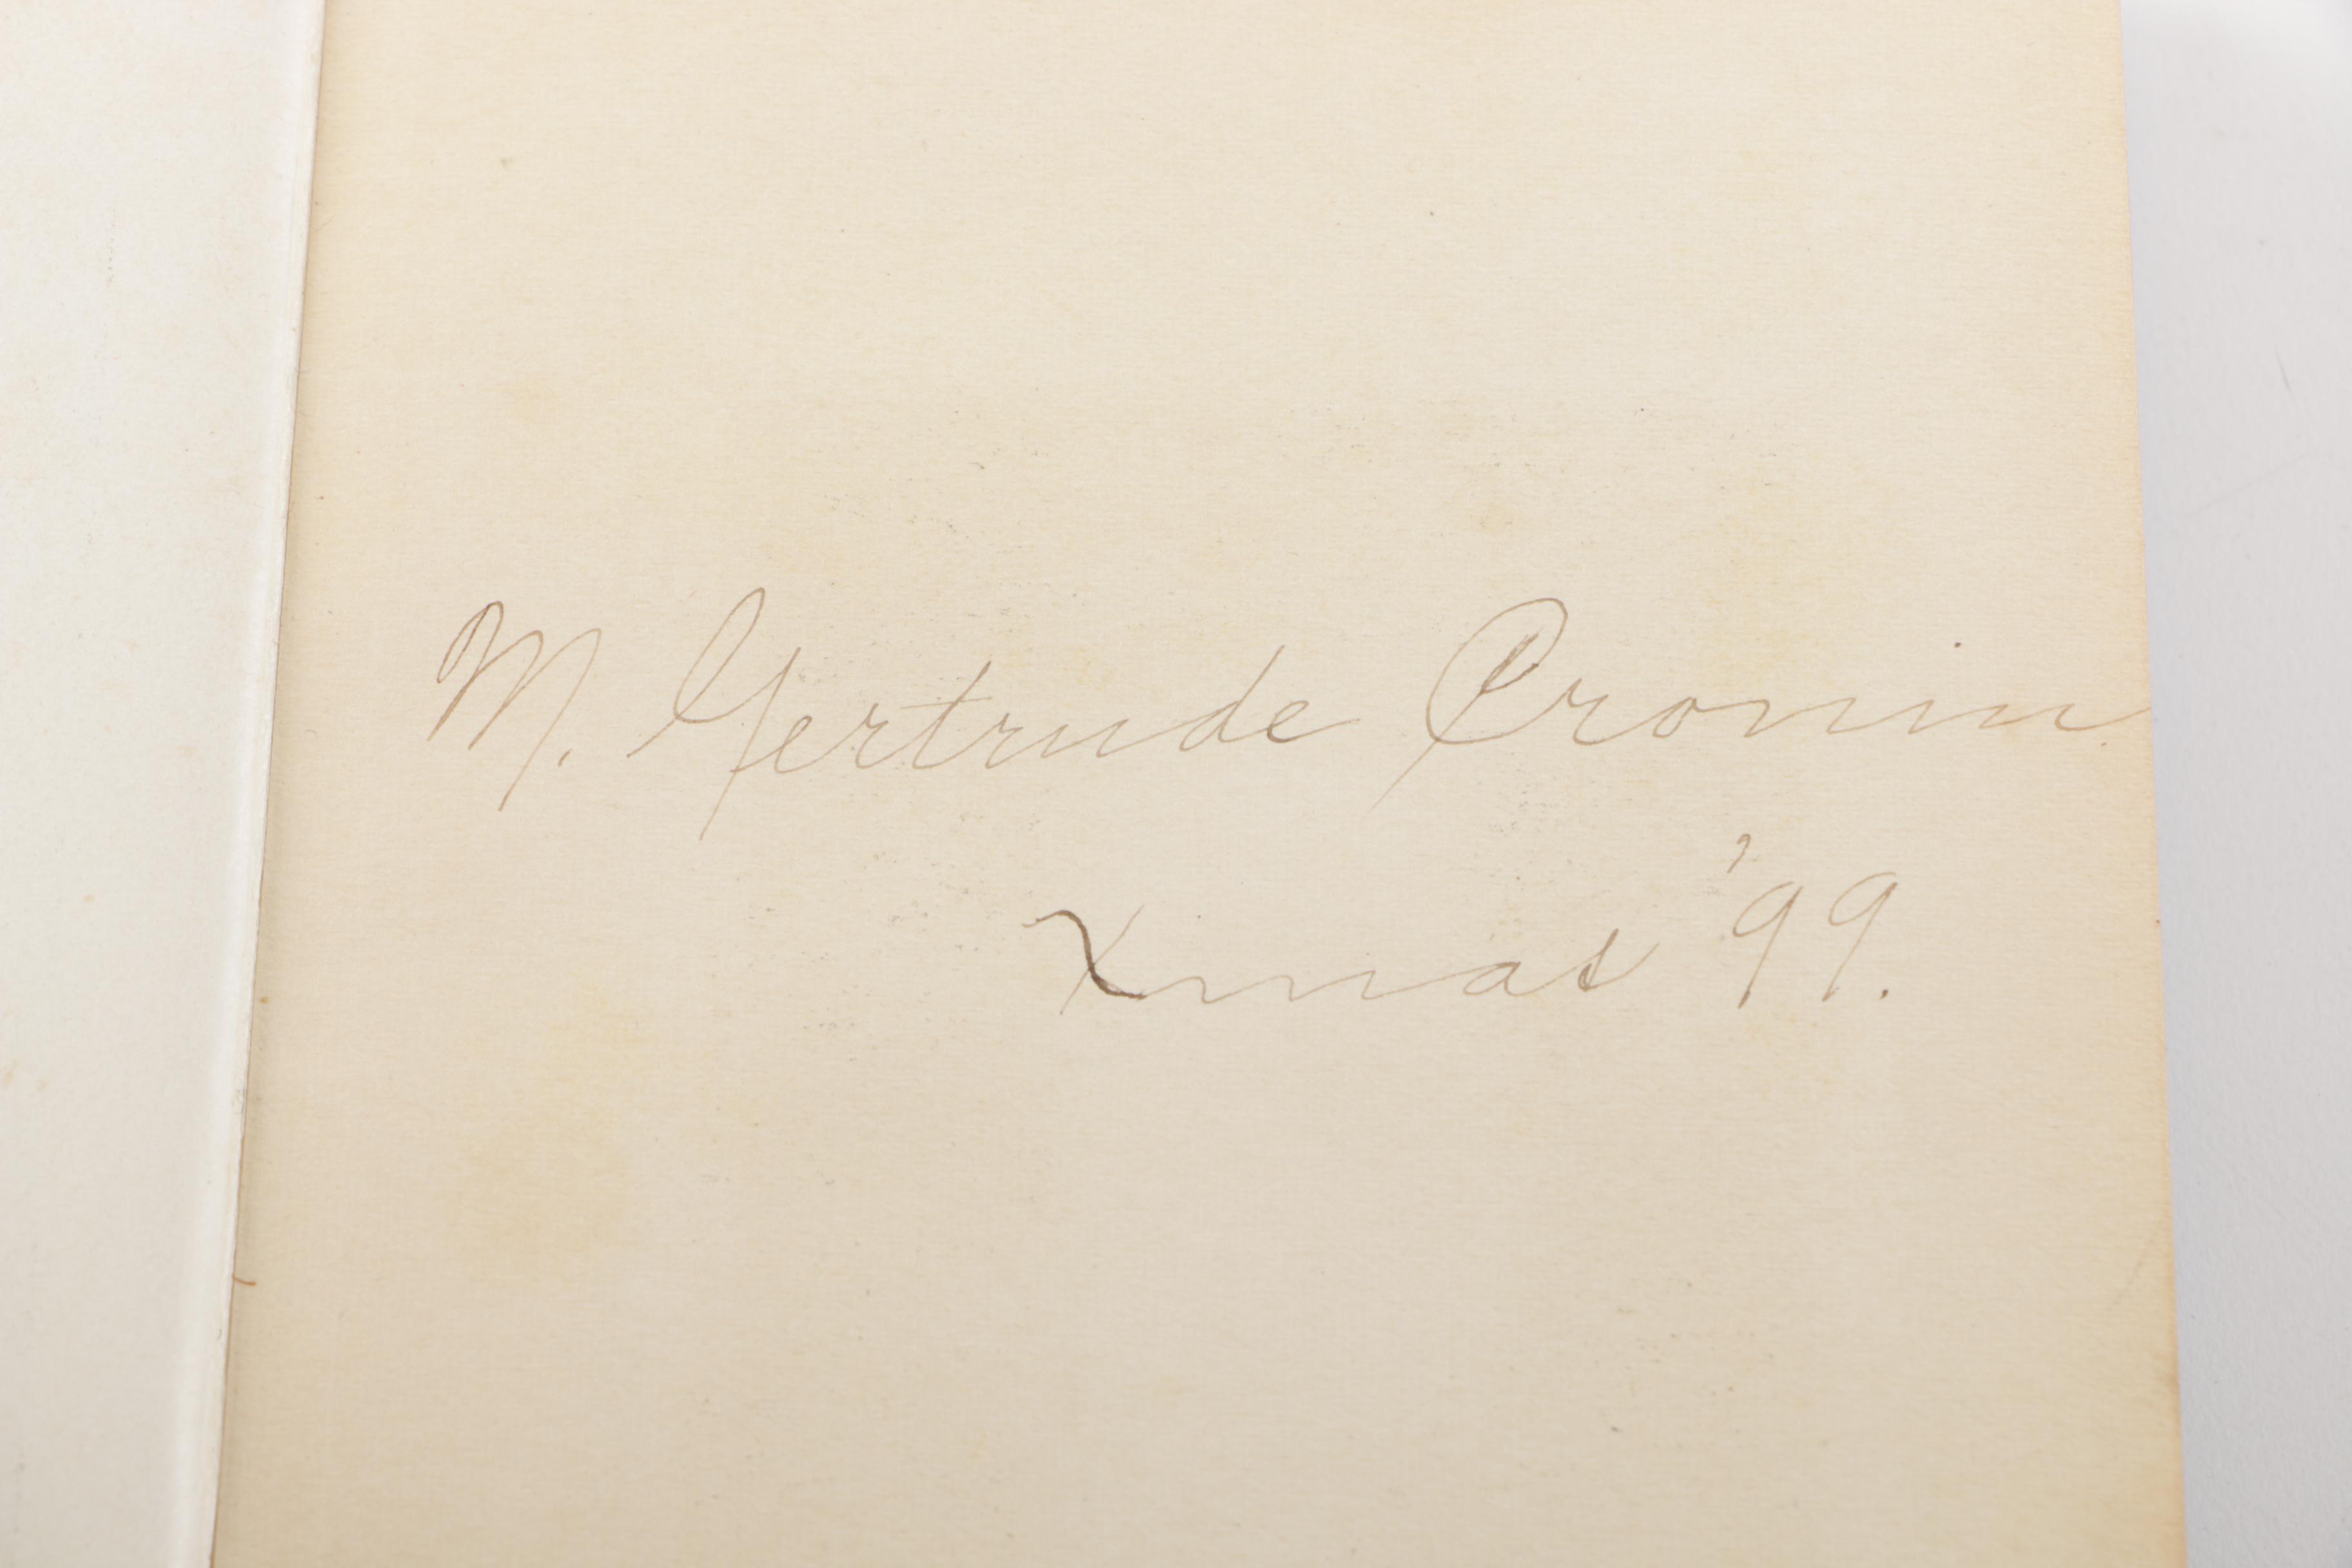 M. Gertrude Cronin.
Xmas '99.